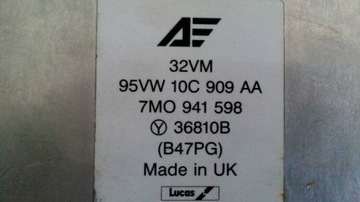 AE
32VM
95VW 10C 909 AA
7MO 941 598
Ⓨ 36810B
(B47PG)
Made in UK
Lucas